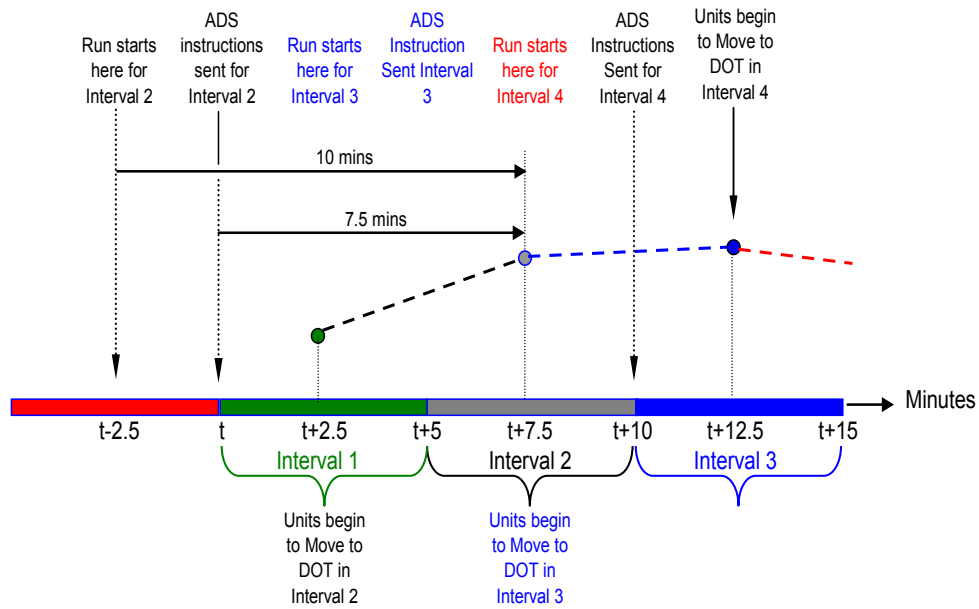 Run starts
here for
Interval 2
ADS
instructions
sent for
Interval 2
Run starts
here for
Interval 3
ADS
Instruction
Sent Interval
3
Run starts
here for
Interval 4
ADS
Instructions
Sent for
Interval 4
Units begin
to Move to
DOT in
Interval 4
10 mins
7.5 mins
Minutes
t-2.5
t
t+2.5
t+5
t+7.5
t+10
t+12.5
t+15
Interval 1
Interval 2
Interval 3
Units begin
to Move to
DOT in
Interval 2
Units begin
to Move to
DOT in
Interval 3